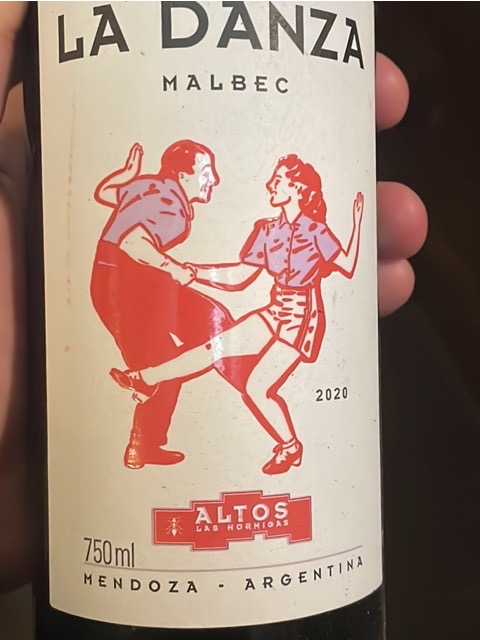 LA DANZA
MALBEC
2020
ALTOS
LAS HORMIGAS
750ml
MENDOZA - ARGENTINA